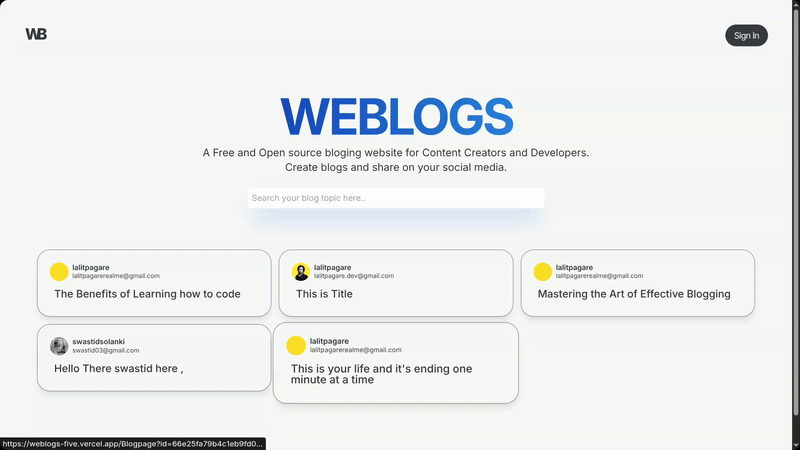 WB
Sign In
WEBLOGS
A Free and Open source bloging website for Content Creators and Developers.
Create blogs and share on your social media.
Search your blog topic here..
lalitpagare
lalitpagarerealme@gmail.com
The Benefits of Learning how to code
lalitpagare
lalitpagare.dev@gmail.com
This is Title
lalitpagare
lalitpagarerealme@gmail.com
Mastering the Art of Effective Blogging
swastidsolanki
swastid03@gmail.com
Hello There swastid here ,
lalitpagare
lalitpagarerealme@gmail.com
This is your life and it's ending one
minute at a time
https://weblogs-five.vercel.app/Blogpage?id=66e25fa79b4c1eb9fd0...